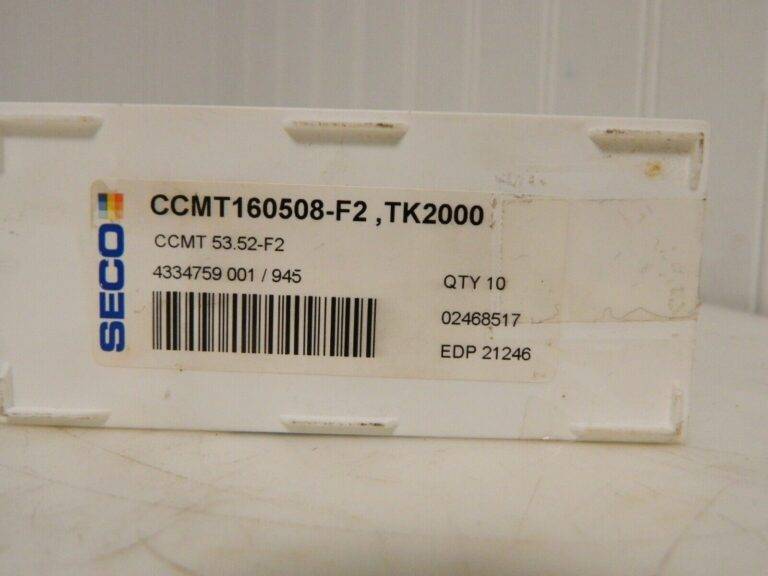 SECO
CCMT160508-F2 ,TK2000
CCMT 53.52-F2
4334759 001 / 945
QTY 10
02468517
EDP 21246